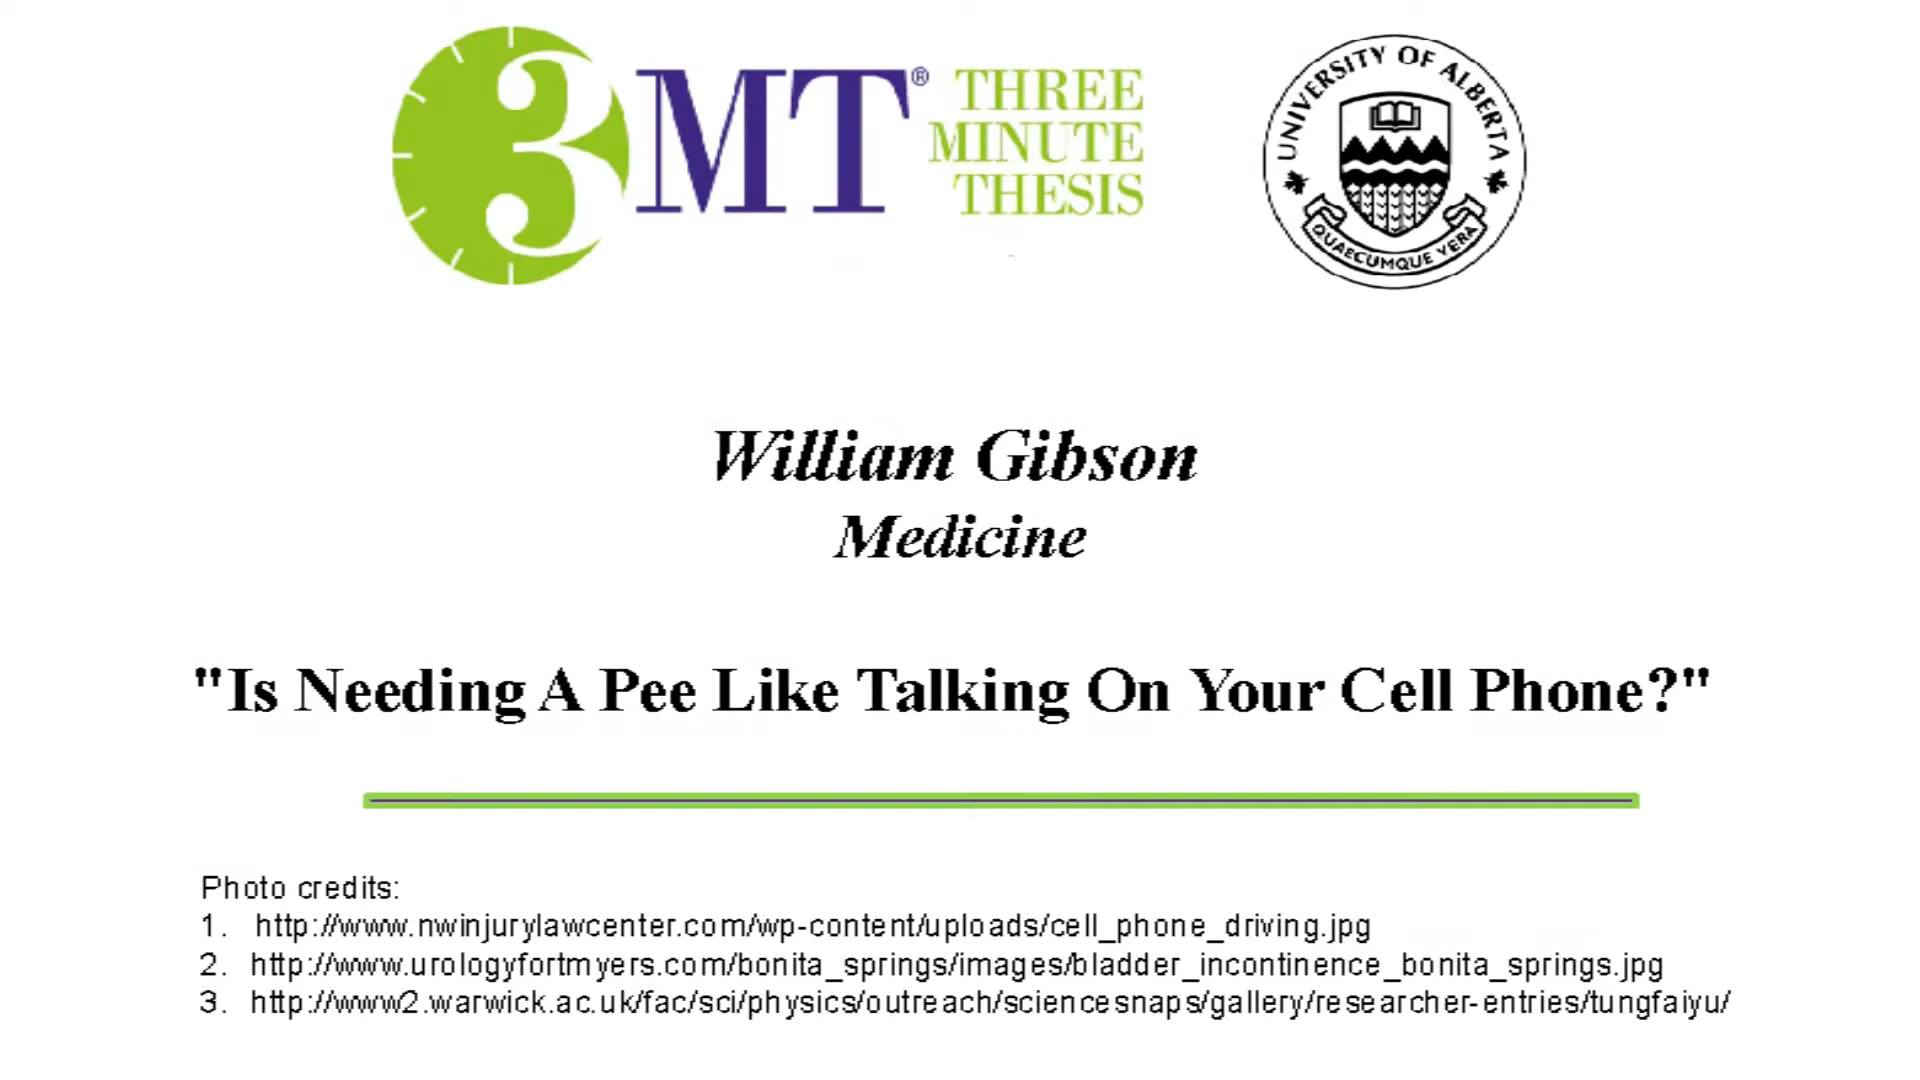 3MT® THREE
MINUTE
THESIS
UNIVERSITY OF ALBERTA
QUAECUMQUE VERA
William Gibson
Medicine
"Is Needing A Pee Like Talking On Your Cell Phone?"
Photo credits:
1. http://www.nwinjurylawcenter.com/wp-content/uploads/cell_phone_driving.jpg
2. http://www.urologyfortmyers.com/bonita_springs/images/bladder_incontinence_bonita_springs.jpg
3. http://www2.warwick.ac.uk/fac/sci/physics/outreach/sciencesnaps/gallery/researcher-entries/tungfaiyu/